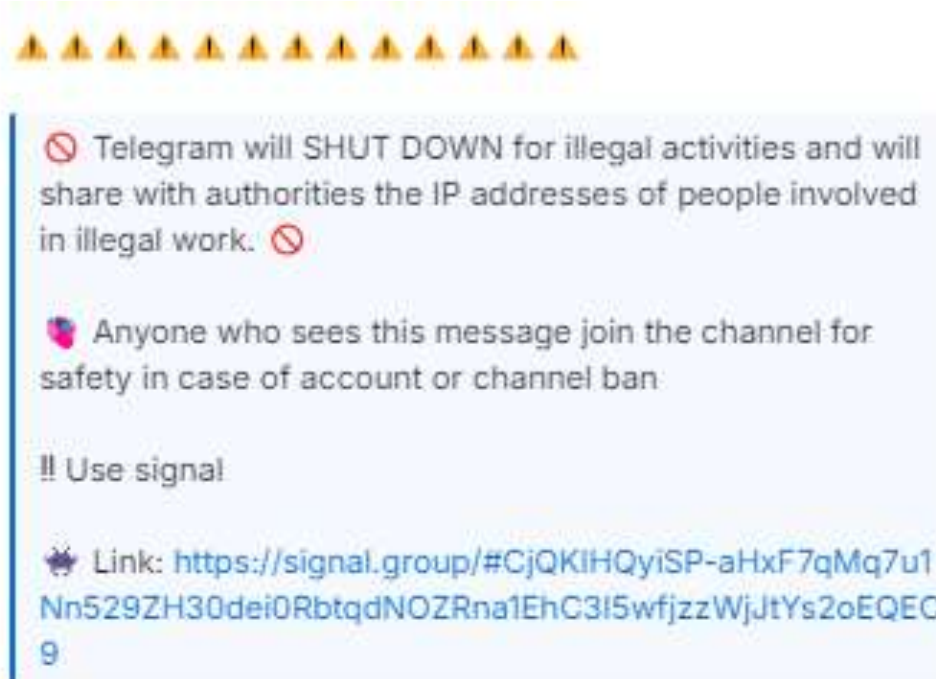 ⚠️⚠️⚠️⚠️⚠️⚠️⚠️⚠️⚠️⚠️⚠️⚠️⚠️
🚫 Telegram will SHUT DOWN for illegal activities and will
share with authorities the IP addresses of people involved
in illegal work. 🚫
Anyone who sees this message join the channel for
safety in case of account or channel ban
‼ Use signal
👾 Link: https://signal.group/#CjQKIHQyiSP-aHxF7qMq7u1
Nn529ZH30dei0RbtqdNOZRna1EhC3I5wfjzzWjJtYs2oEQEC
9